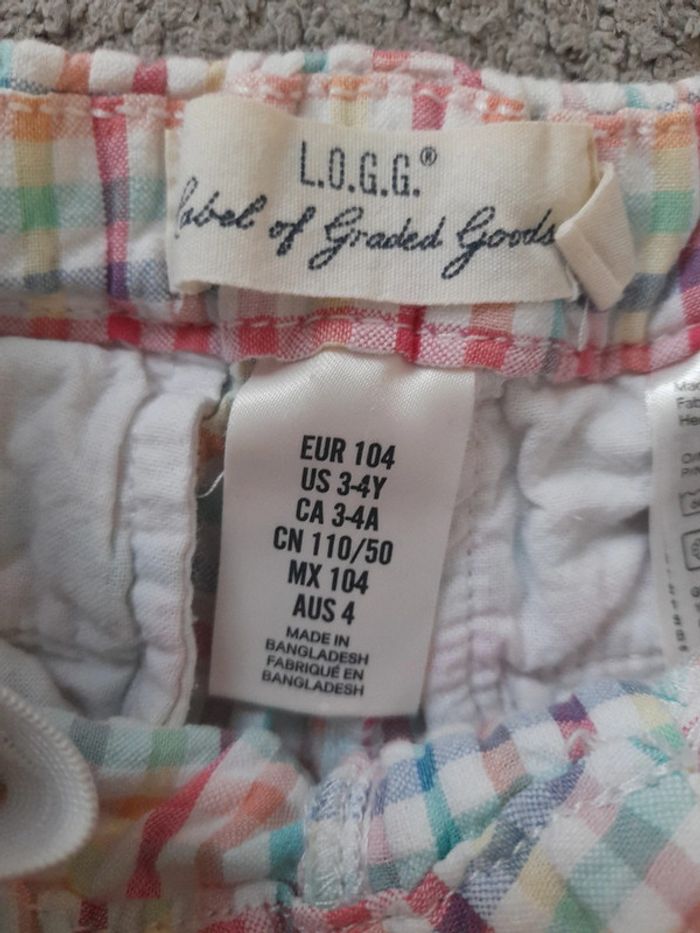 L.O.G.G.®
Label of Graded Goods
EUR 104
US 3-4Y
CA 3-4A
CN 110/50
MX 104
AUS 4
MADE IN
BANGLADESH
FABRIQUÉ EN
BANGLADESH